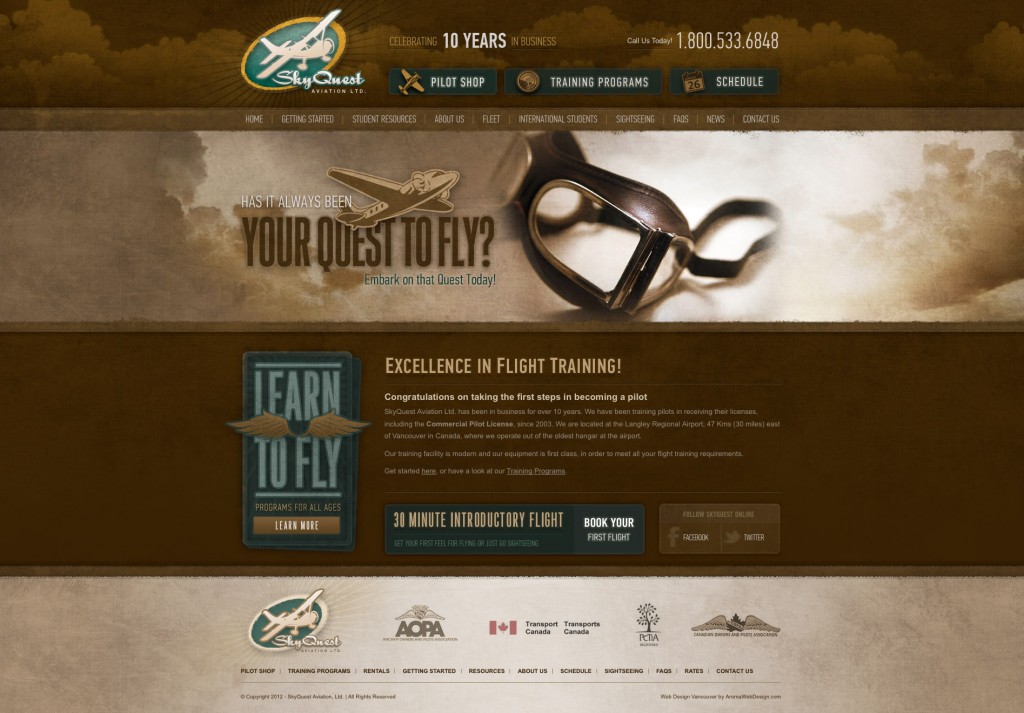 SkyQuest
AVIATION LTD.
CELEBRATING 10 YEARS IN BUSINESS
Call Us Today! 1.800.533.6848
PILOT SHOP
TRAINING PROGRAMS
26
SCHEDULE
HOME | GETTING STARTED | STUDENT RESOURCES | ABOUT US | FLEET | INTERNATIONAL STUDENTS | SIGHTSEEING | FAQS | NEWS | CONTACT US
HAS IT ALWAYS BEEN
YOUR QUEST TO FLY?
Embark on that Quest Today!
LEARN
TO FLY
PROGRAMS FOR ALL AGES
LEARN MORE
EXCELLENCE IN FLIGHT TRAINING!
Congratulations on taking the first steps in becoming a pilot
SkyQuest Aviation Ltd. has been in business for over 10 years. We have been training pilots in receiving their licenses,
including the Commercial Pilot License, since 2003. We are located at the Langley Regional Airport, 47 Kms (30 miles) east
of Vancouver in Canada, where we operate out of the oldest hangar at the airport.
Our training facility is modern and our equipment is first class, in order to meet all your flight training requirements.
Get started here, or have a look at our Training Programs.
30 MINUTE INTRODUCTORY FLIGHT
GET YOUR FIRST FEEL FOR FLYING OR JUST GO SIGHTSEEING
BOOK YOUR
FIRST FLIGHT
FOLLOW SKYQUEST ONLINE
FACEBOOK
TWITTER
SkyQuest
AVIATION LTD.
AOPA
AIRCRAFT OWNERS AND PILOTS ASSOCIATION
Transport Canada
Transports Canada
PCTIA
CANADIAN OWNERS AND PILOTS ASSOCIATION
PILOT SHOP | TRAINING PROGRAMS | RENTALS | GETTING STARTED | RESOURCES | ABOUT US | SCHEDULE | SIGHTSEEING | FAQS | RATES | CONTACT US
© Copyright 2012 - SkyQuest Aviation, Ltd. | All Rights Reserved
Web Design Vancouver by AromaWebDesign.com